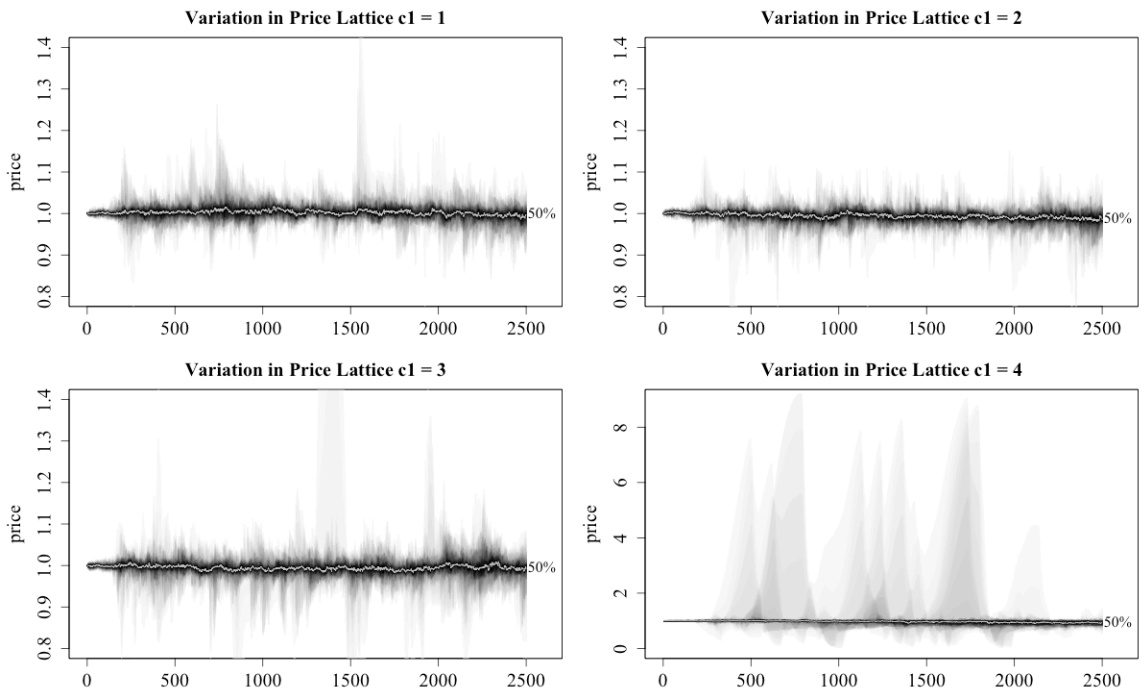 Variation in Price Lattice c1 = 1
Variation in Price Lattice c1 = 2
price
1.4
1.3
1.2
1.1
1.0
0.9
0.8
50%
0 500 1000 1500 2000 2500
price
1.4
1.3
1.2
1.1
1.0
0.9
0.8
50%
0 500 1000 1500 2000 2500
Variation in Price Lattice c1 = 3
Variation in Price Lattice c1 = 4
price
1.4
1.3
1.2
1.1
1.0
0.9
0.8
50%
0 500 1000 1500 2000 2500
price
8
6
4
2
0
50%
0 500 1000 1500 2000 2500